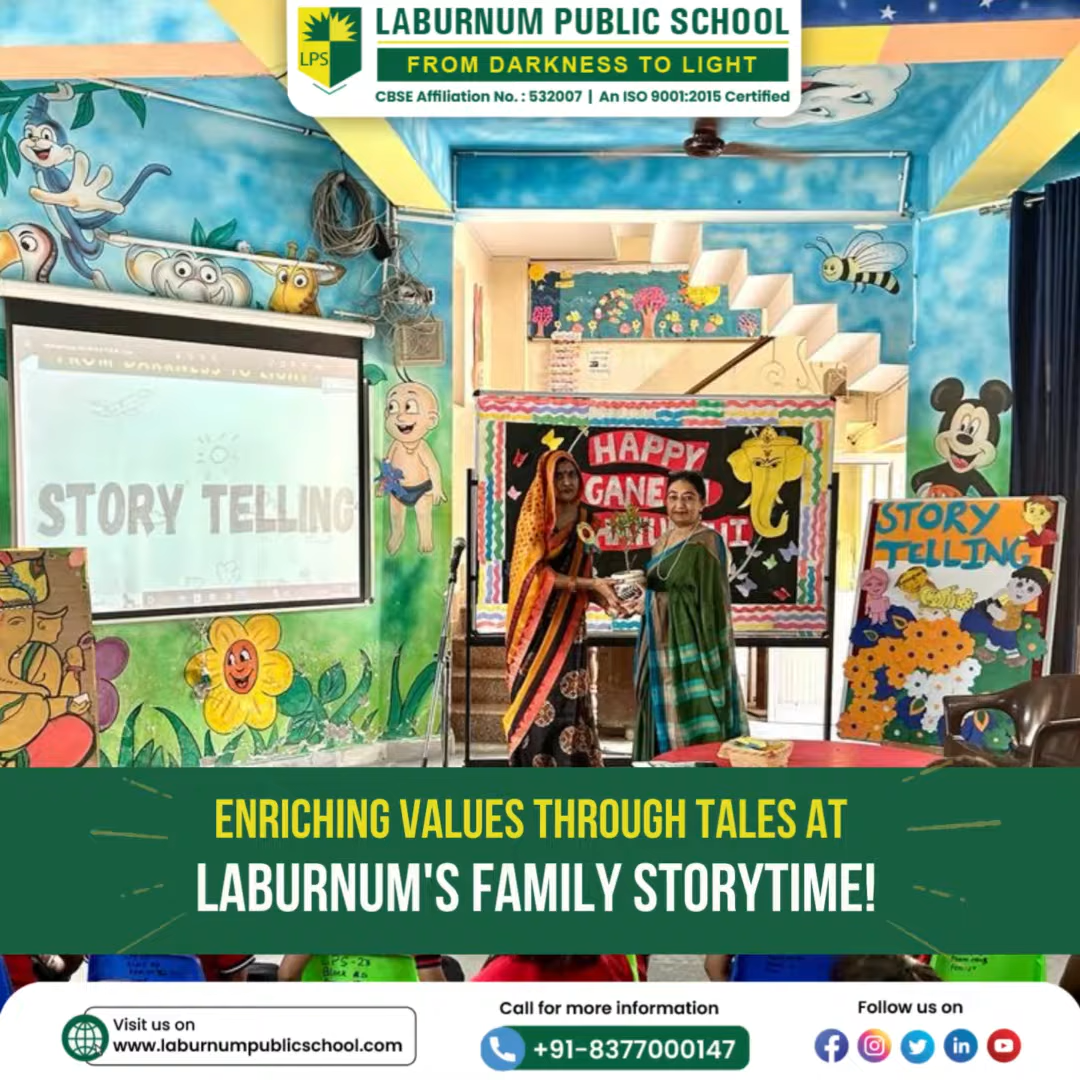 LPS
LABURNUM PUBLIC SCHOOL
FROM DARKNESS TO LIGHT
CBSE Affiliation No. : 532007 | An ISO 9001:2015 Certified
FROM DARKNESS TO LIGHT
STORY TELLING
HAPPY
GANE
STORY
TELLING
ENRICHING VALUES THROUGH TALES AT
LABURNUM'S FAMILY STORYTIME!
Visit us on
www.laburnumpublicschool.com
Call for more information
+91-8377000147
Follow us on